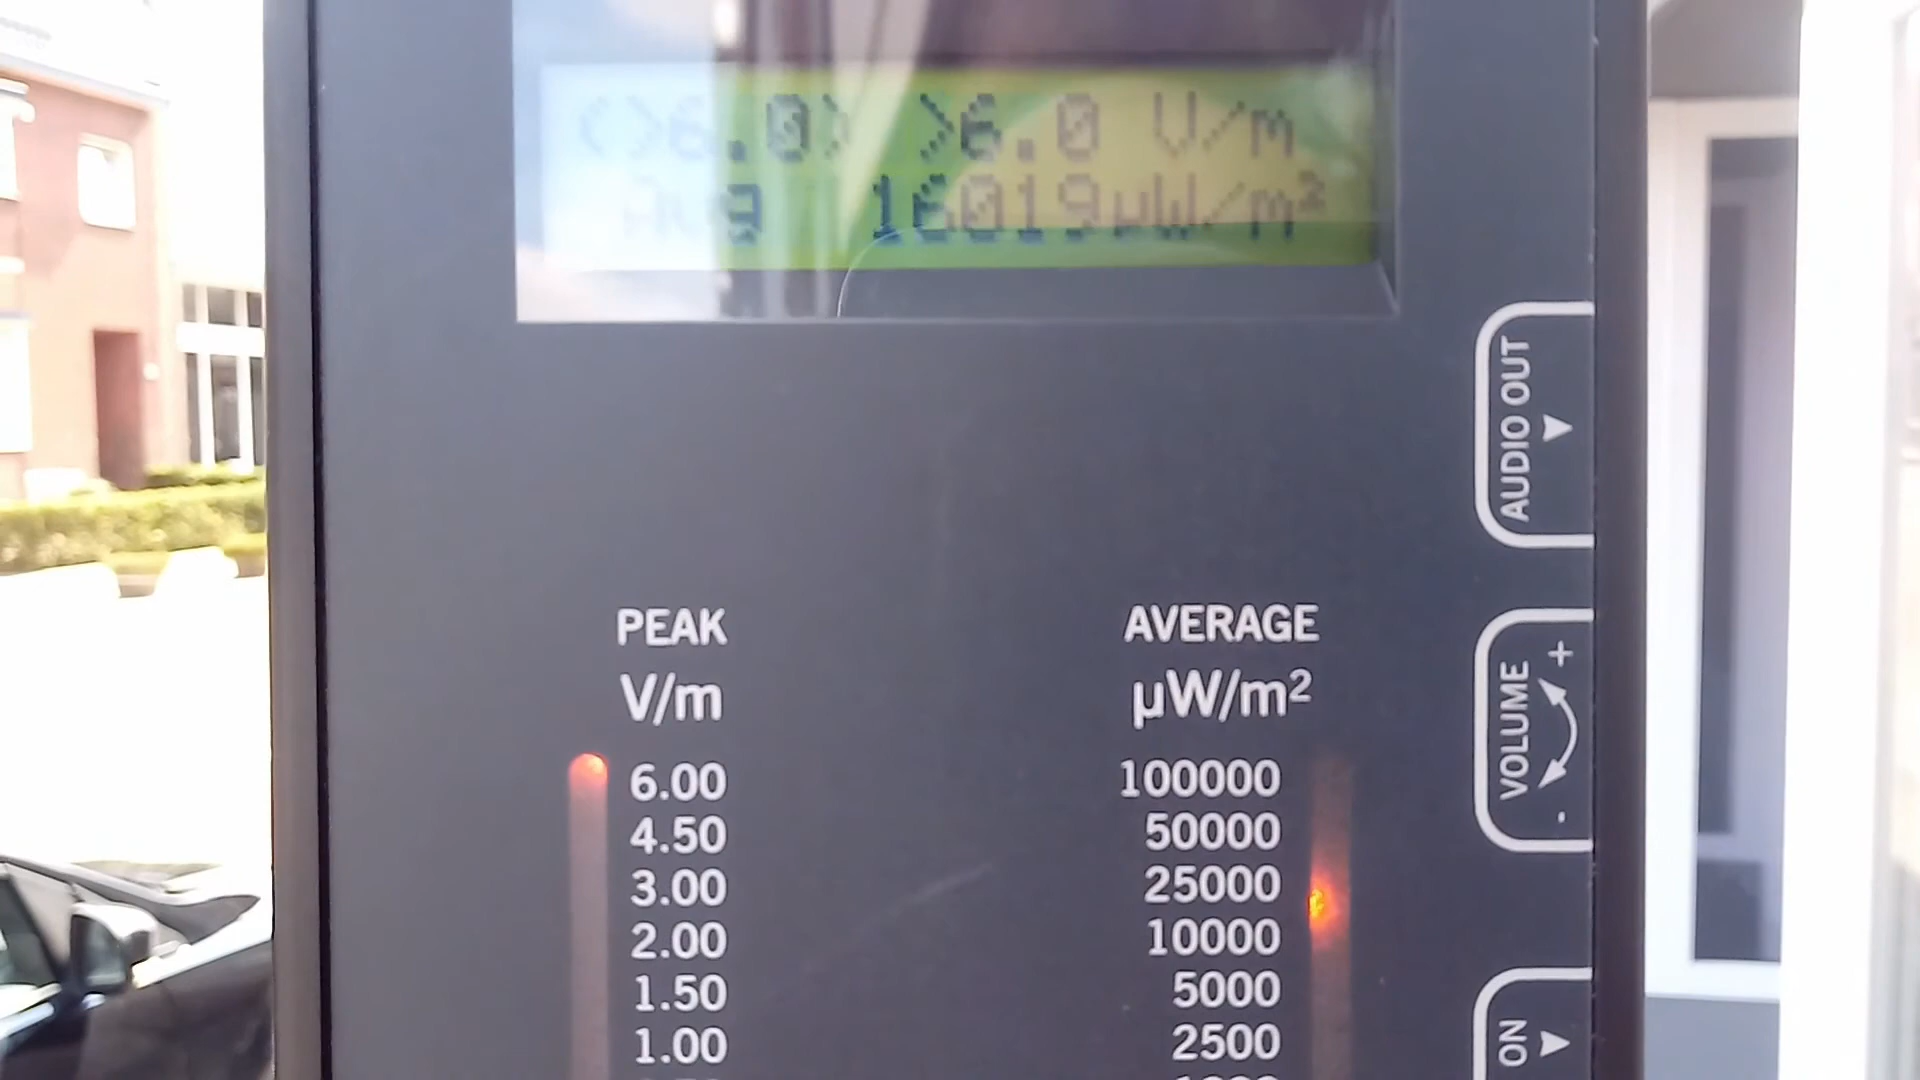 (>6.0) >6.0 V/m
Avg 16019µW/m²
AUDIO OUT
PEAK
V/m
AVERAGE
µW/m²
- VOLUME +
6.00
4.50
3.00
2.00
1.50
1.00
100000
50000
25000
10000
5000
2500
ON